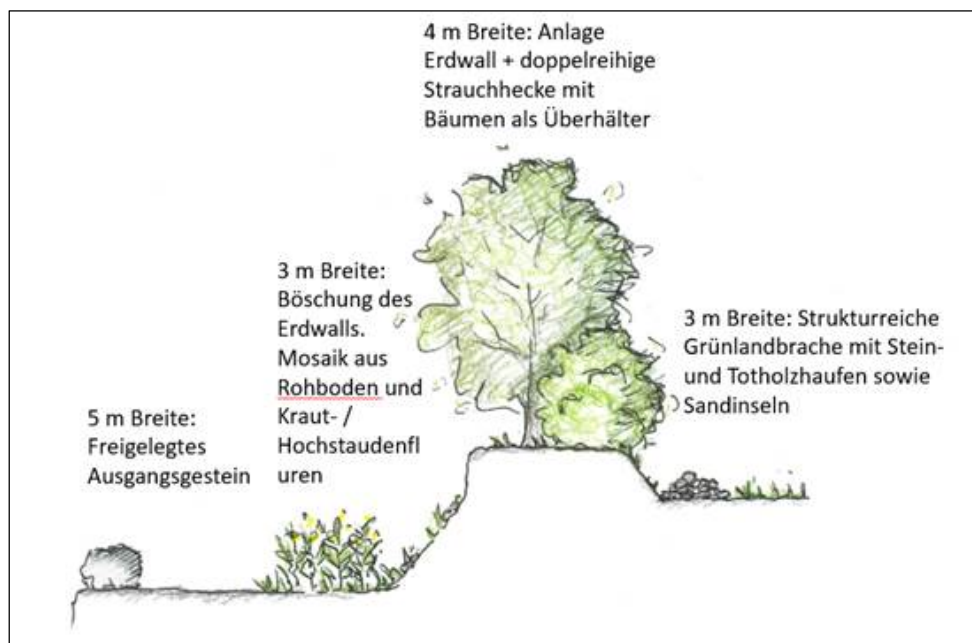 4 m Breite: Anlage
Erdwall + doppelreihige
Strauchhecke mit
Bäumen als Überhälter
3 m Breite:
Böschung des
Erdwalls.
Mosaik aus
Rohboden und
Kraut- /
Hochstaudenfl
uren
3 m Breite: Strukturreiche
Grünlandbrache mit Stein-
und Totholzhaufen sowie
Sandinseln
5 m Breite:
Freigelegtes
Ausgangsgestein